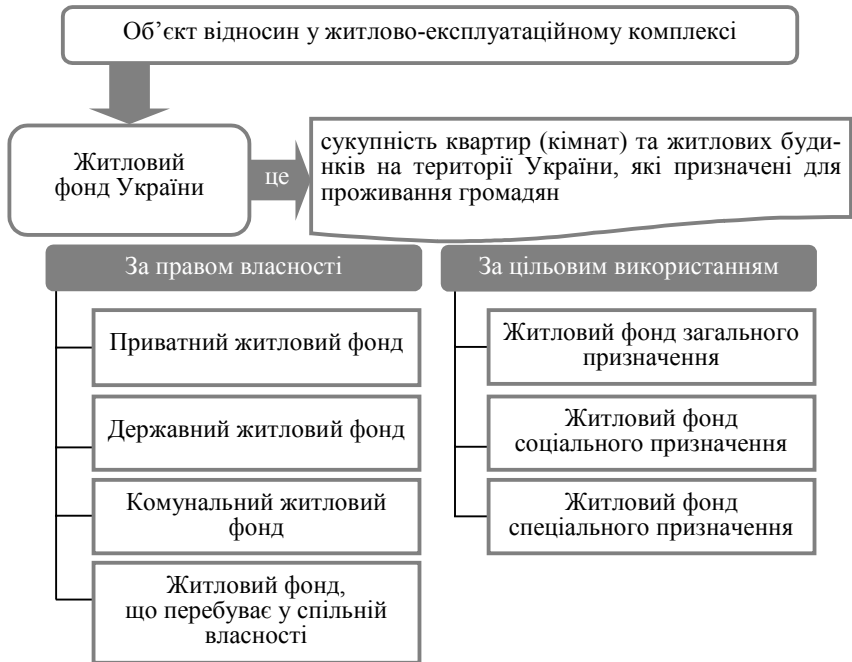 Об’єкт відносин у житлово-експлуатаційному комплексі
Житловий
фонд України
це
сукупність квартир (кімнат) та житлових буди-
нків на території України, які призначені для
проживання громадян
За правом власності
Приватний житловий фонд
Державний житловий фонд
Комунальний житловий
фонд
Житловий фонд,
що перебуває у спільній
власності
За цільовим використанням
Житловий фонд загального
призначення
Житловий фонд
соціального призначення
Житловий фонд
спеціального призначення